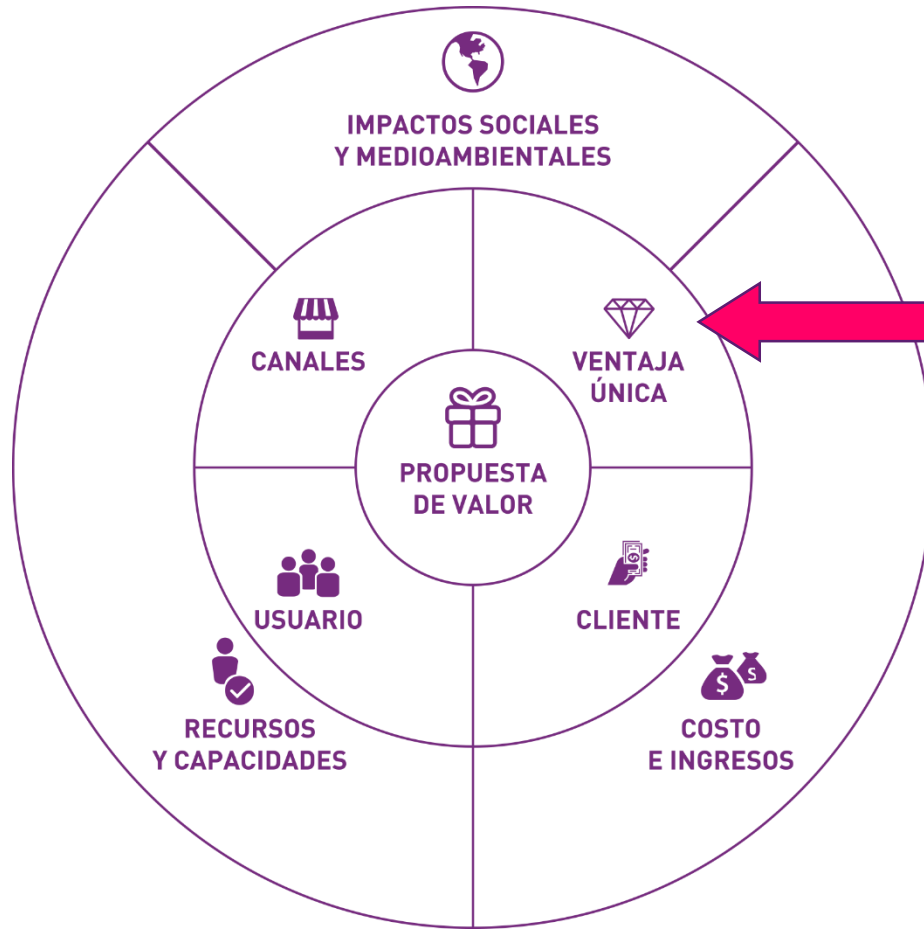 IMPACTOS SOCIALES
Y MEDIOAMBIENTALES
CANALES
VENTAJA
ÚNICA
PROPUESTA
DE VALOR
USUARIO
CLIENTE
RECURSOS
Y CAPACIDADES
$ S
COSTO
E INGRESOS